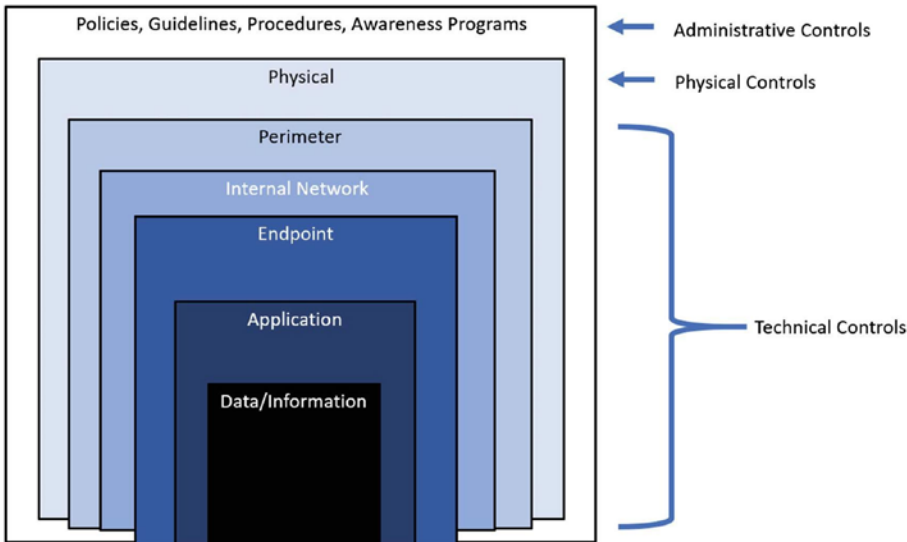 Policies, Guidelines, Procedures, Awareness Programs
Administrative Controls
Physical
Physical Controls
Perimeter
Internal Network
Endpoint
Application
Technical Controls
Data/Information